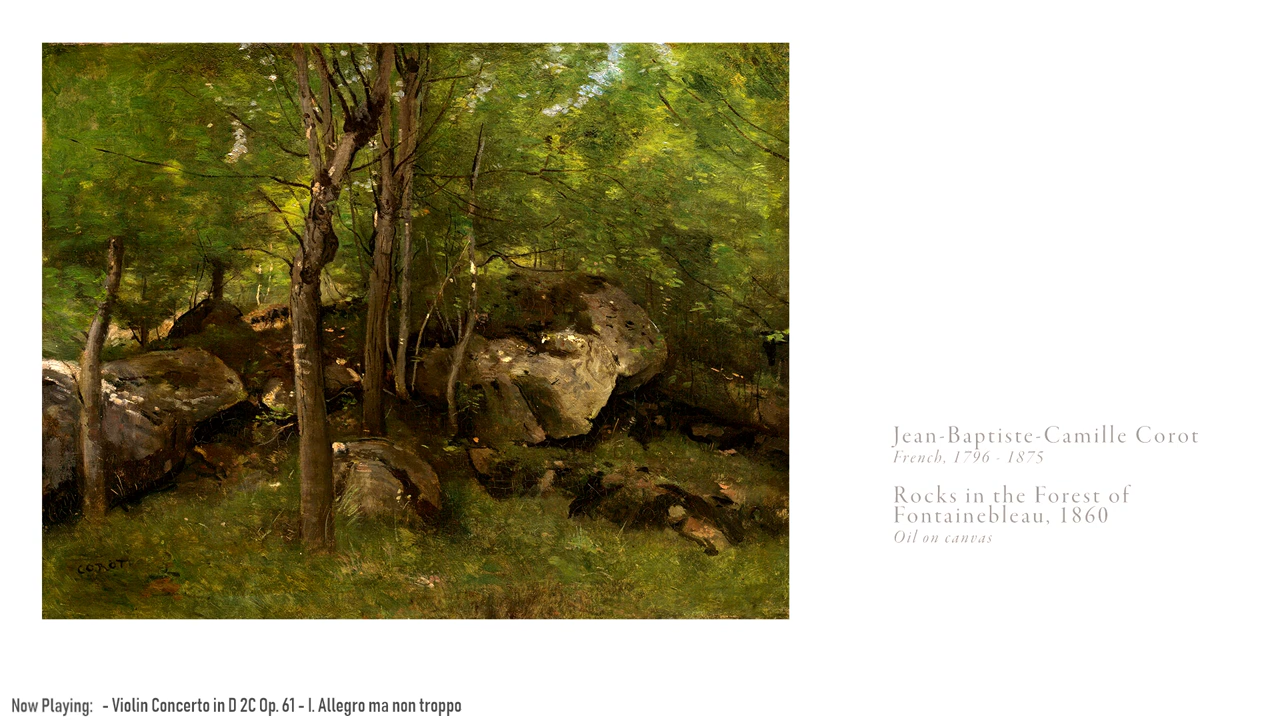 COROT
Jean-Baptiste-Camille Corot
French, 1796 - 1875
Rocks in the Forest of
Fontainebleau, 1860
Oil on canvas
Now Playing: - Violin Concerto in D 2C Op. 61 - I. Allegro ma non troppo